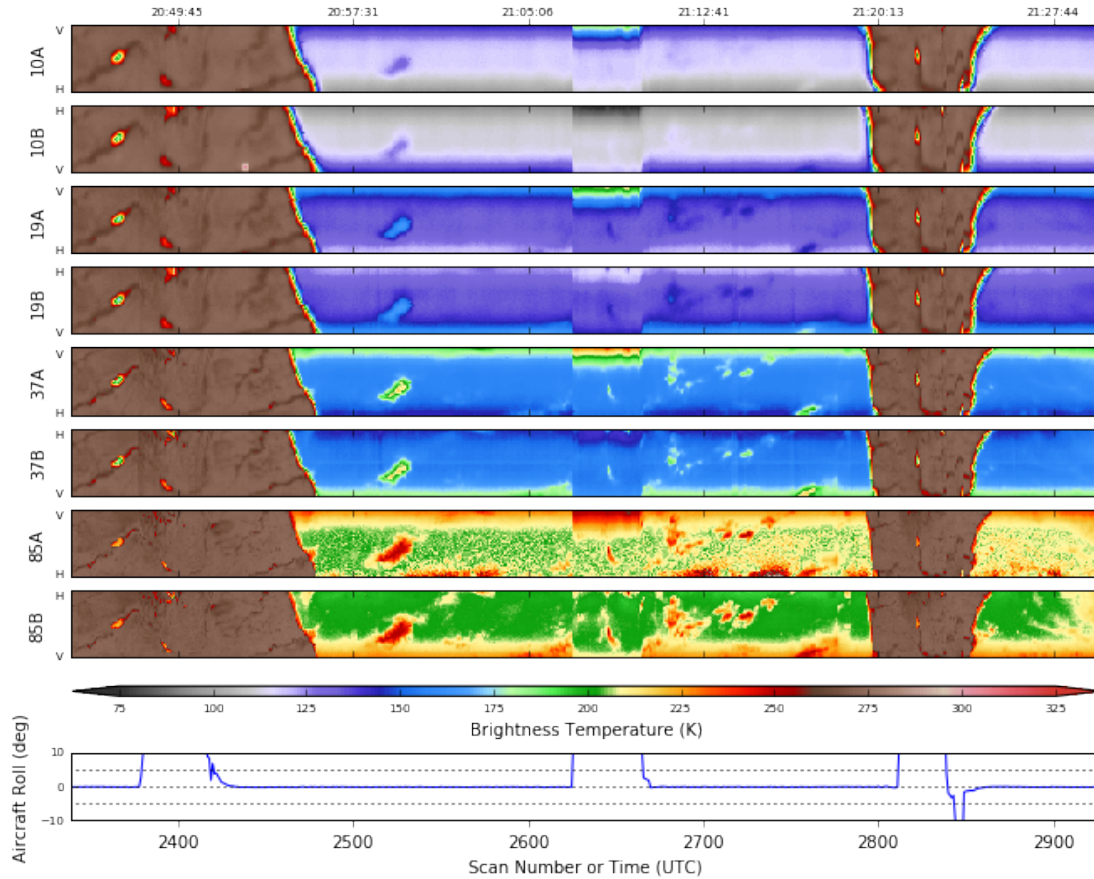 20:49:45 20:57:31 21:05:06 21:12:41 21:20:13 21:27:44
V
10A
H
H
10B
V
V
19A
H
H
19B
V
V
37A
H
H
37B
V
V
85A
H
H
85B
V
75 100 125 150 175 200 225 250 275 300 325
Brightness Temperature (K)
Aircraft Roll (deg)
10
5
0
−5
−10
2400 2500 2600 2700 2800 2900
Scan Number or Time (UTC)